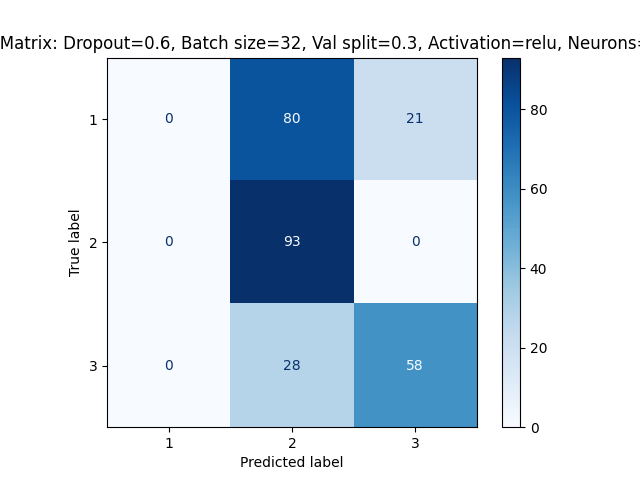 Matrix: Dropout=0.6, Batch size=32, Val split=0.3, Activation=relu, Neurons=
1 0 80 21
2 0 93 0
3 0 28 58
1 2 3
Predicted label
True label
80
60
40
20
0